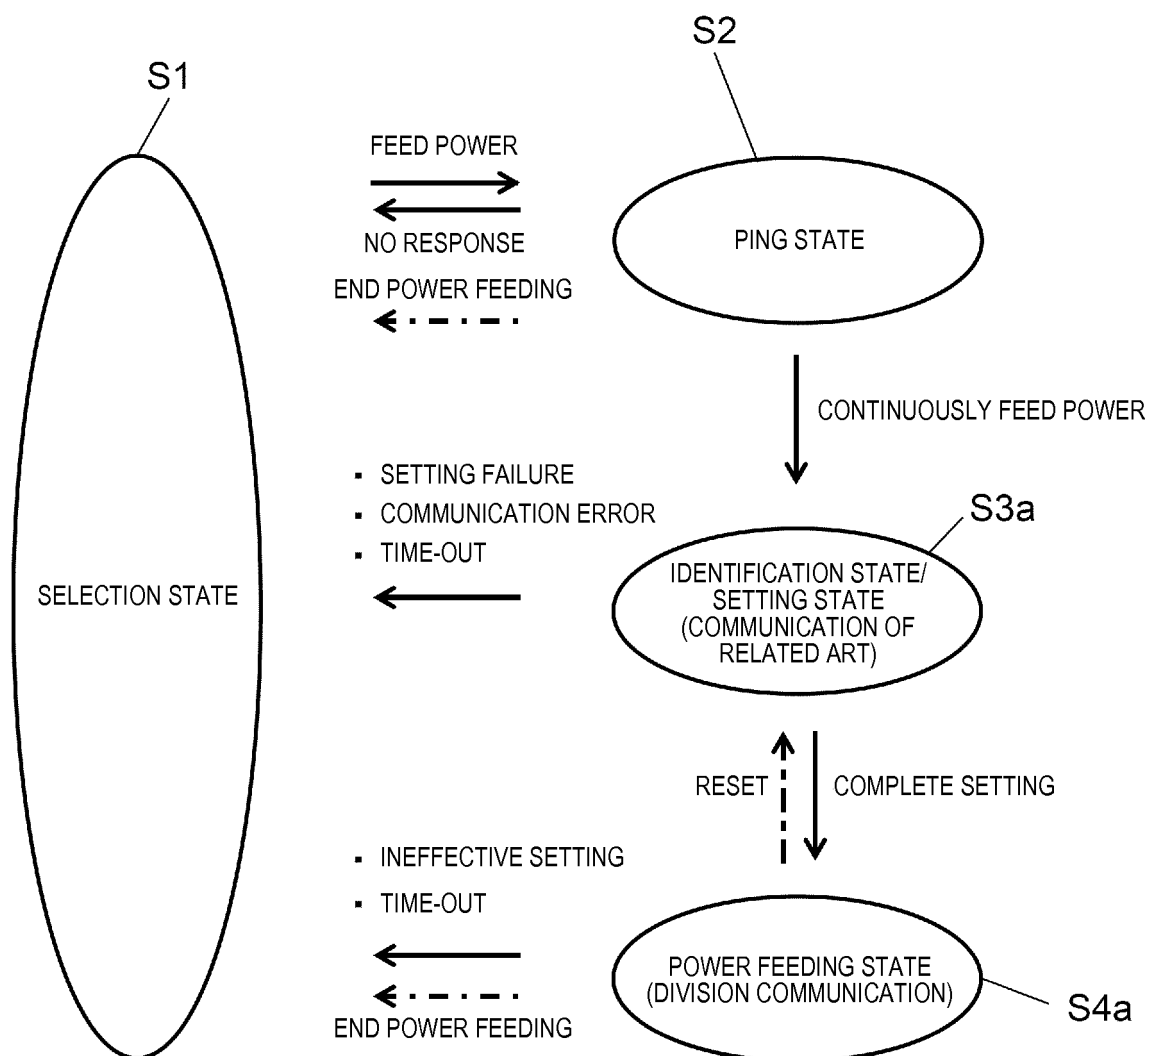 S2
S1
FEED POWER
NO RESPONSE
PING STATE
END POWER FEEDING
CONTINUOUSLY FEED POWER
▪ SETTING FAILURE
▪ COMMUNICATION ERROR
▪ TIME-OUT
S3a
SELECTION STATE
IDENTIFICATION STATE/
SETTING STATE
(COMMUNICATION OF
RELATED ART)
RESET
COMPLETE SETTING
▪ INEFFECTIVE SETTING
▪ TIME-OUT
POWER FEEDING STATE
(DIVISION COMMUNICATION)
S4a
END POWER FEEDING